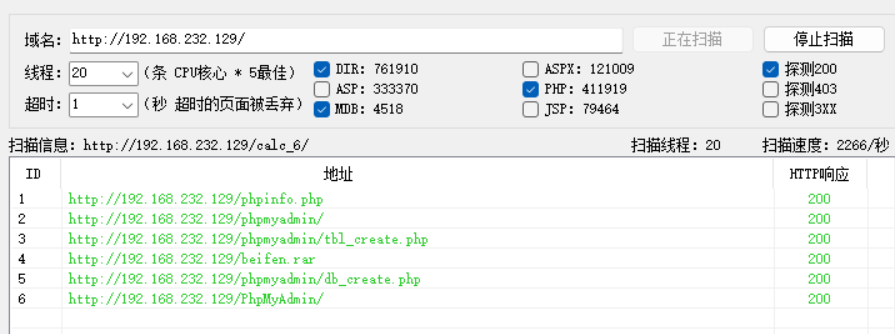 域名: http://192.168.232.129/ 正在扫描 停止扫描
线程: 20 (条 CPU核心 * 5最佳) DIR: 761910 ASPX: 121009 探测200
ASP: 333370 PHP: 411919 探测403
超时: 1 (秒 超时的页面被丢弃) MDB: 4518 JSP: 79464 探测3XX
扫描信息: http://192.168.232.129/calc_6/ 扫描线程: 20 扫描速度: 2266/秒
ID 地址 HTTP响应
1 http://192.168.232.129/phpinfo.php 200
2 http://192.168.232.129/phpmyadmin/ 200
3 http://192.168.232.129/phpmyadmin/tbl_create.php 200
4 http://192.168.232.129/beifen.rar 200
5 http://192.168.232.129/phpmyadmin/db_create.php 200
6 http://192.168.232.129/PhpMyAdmin/ 200